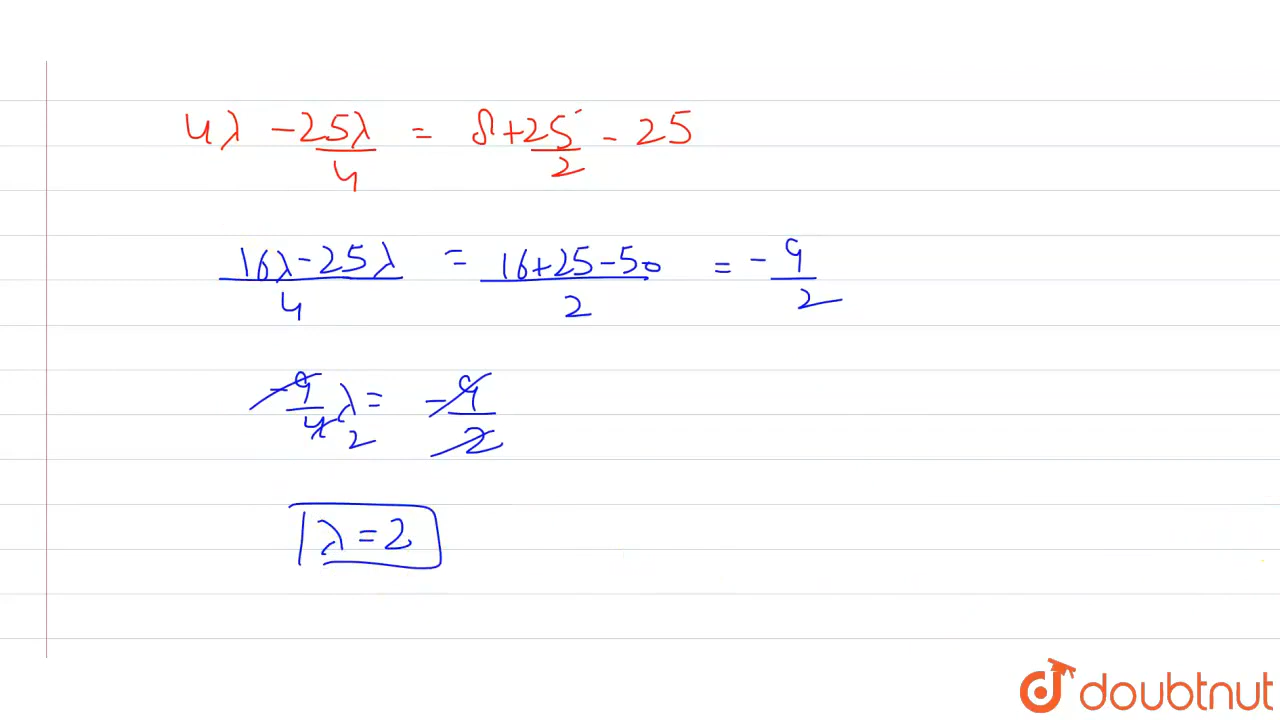 4λ - 25λ/4 = 8 + 25/2 - 25
16λ - 25λ/4 = 16 + 25 - 50/2 = - 9/2
- 9/4 λ = - 9/2
2
λ = 2
doubtnut